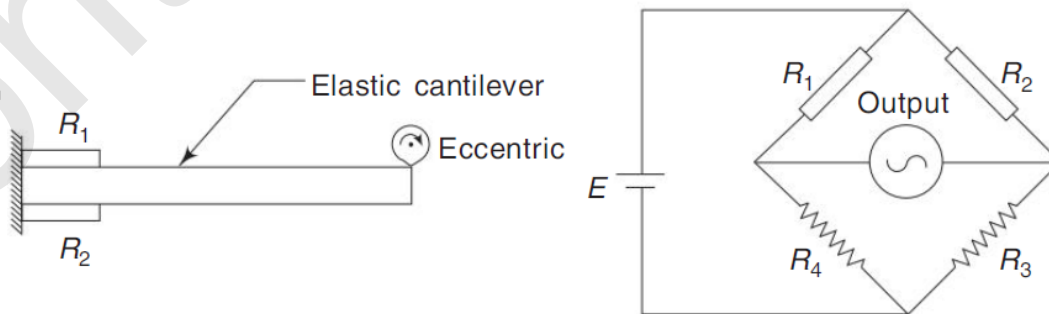 R1
Elastic cantilever
Eccentric
R2
R1
R2
Output
E
R4
R3